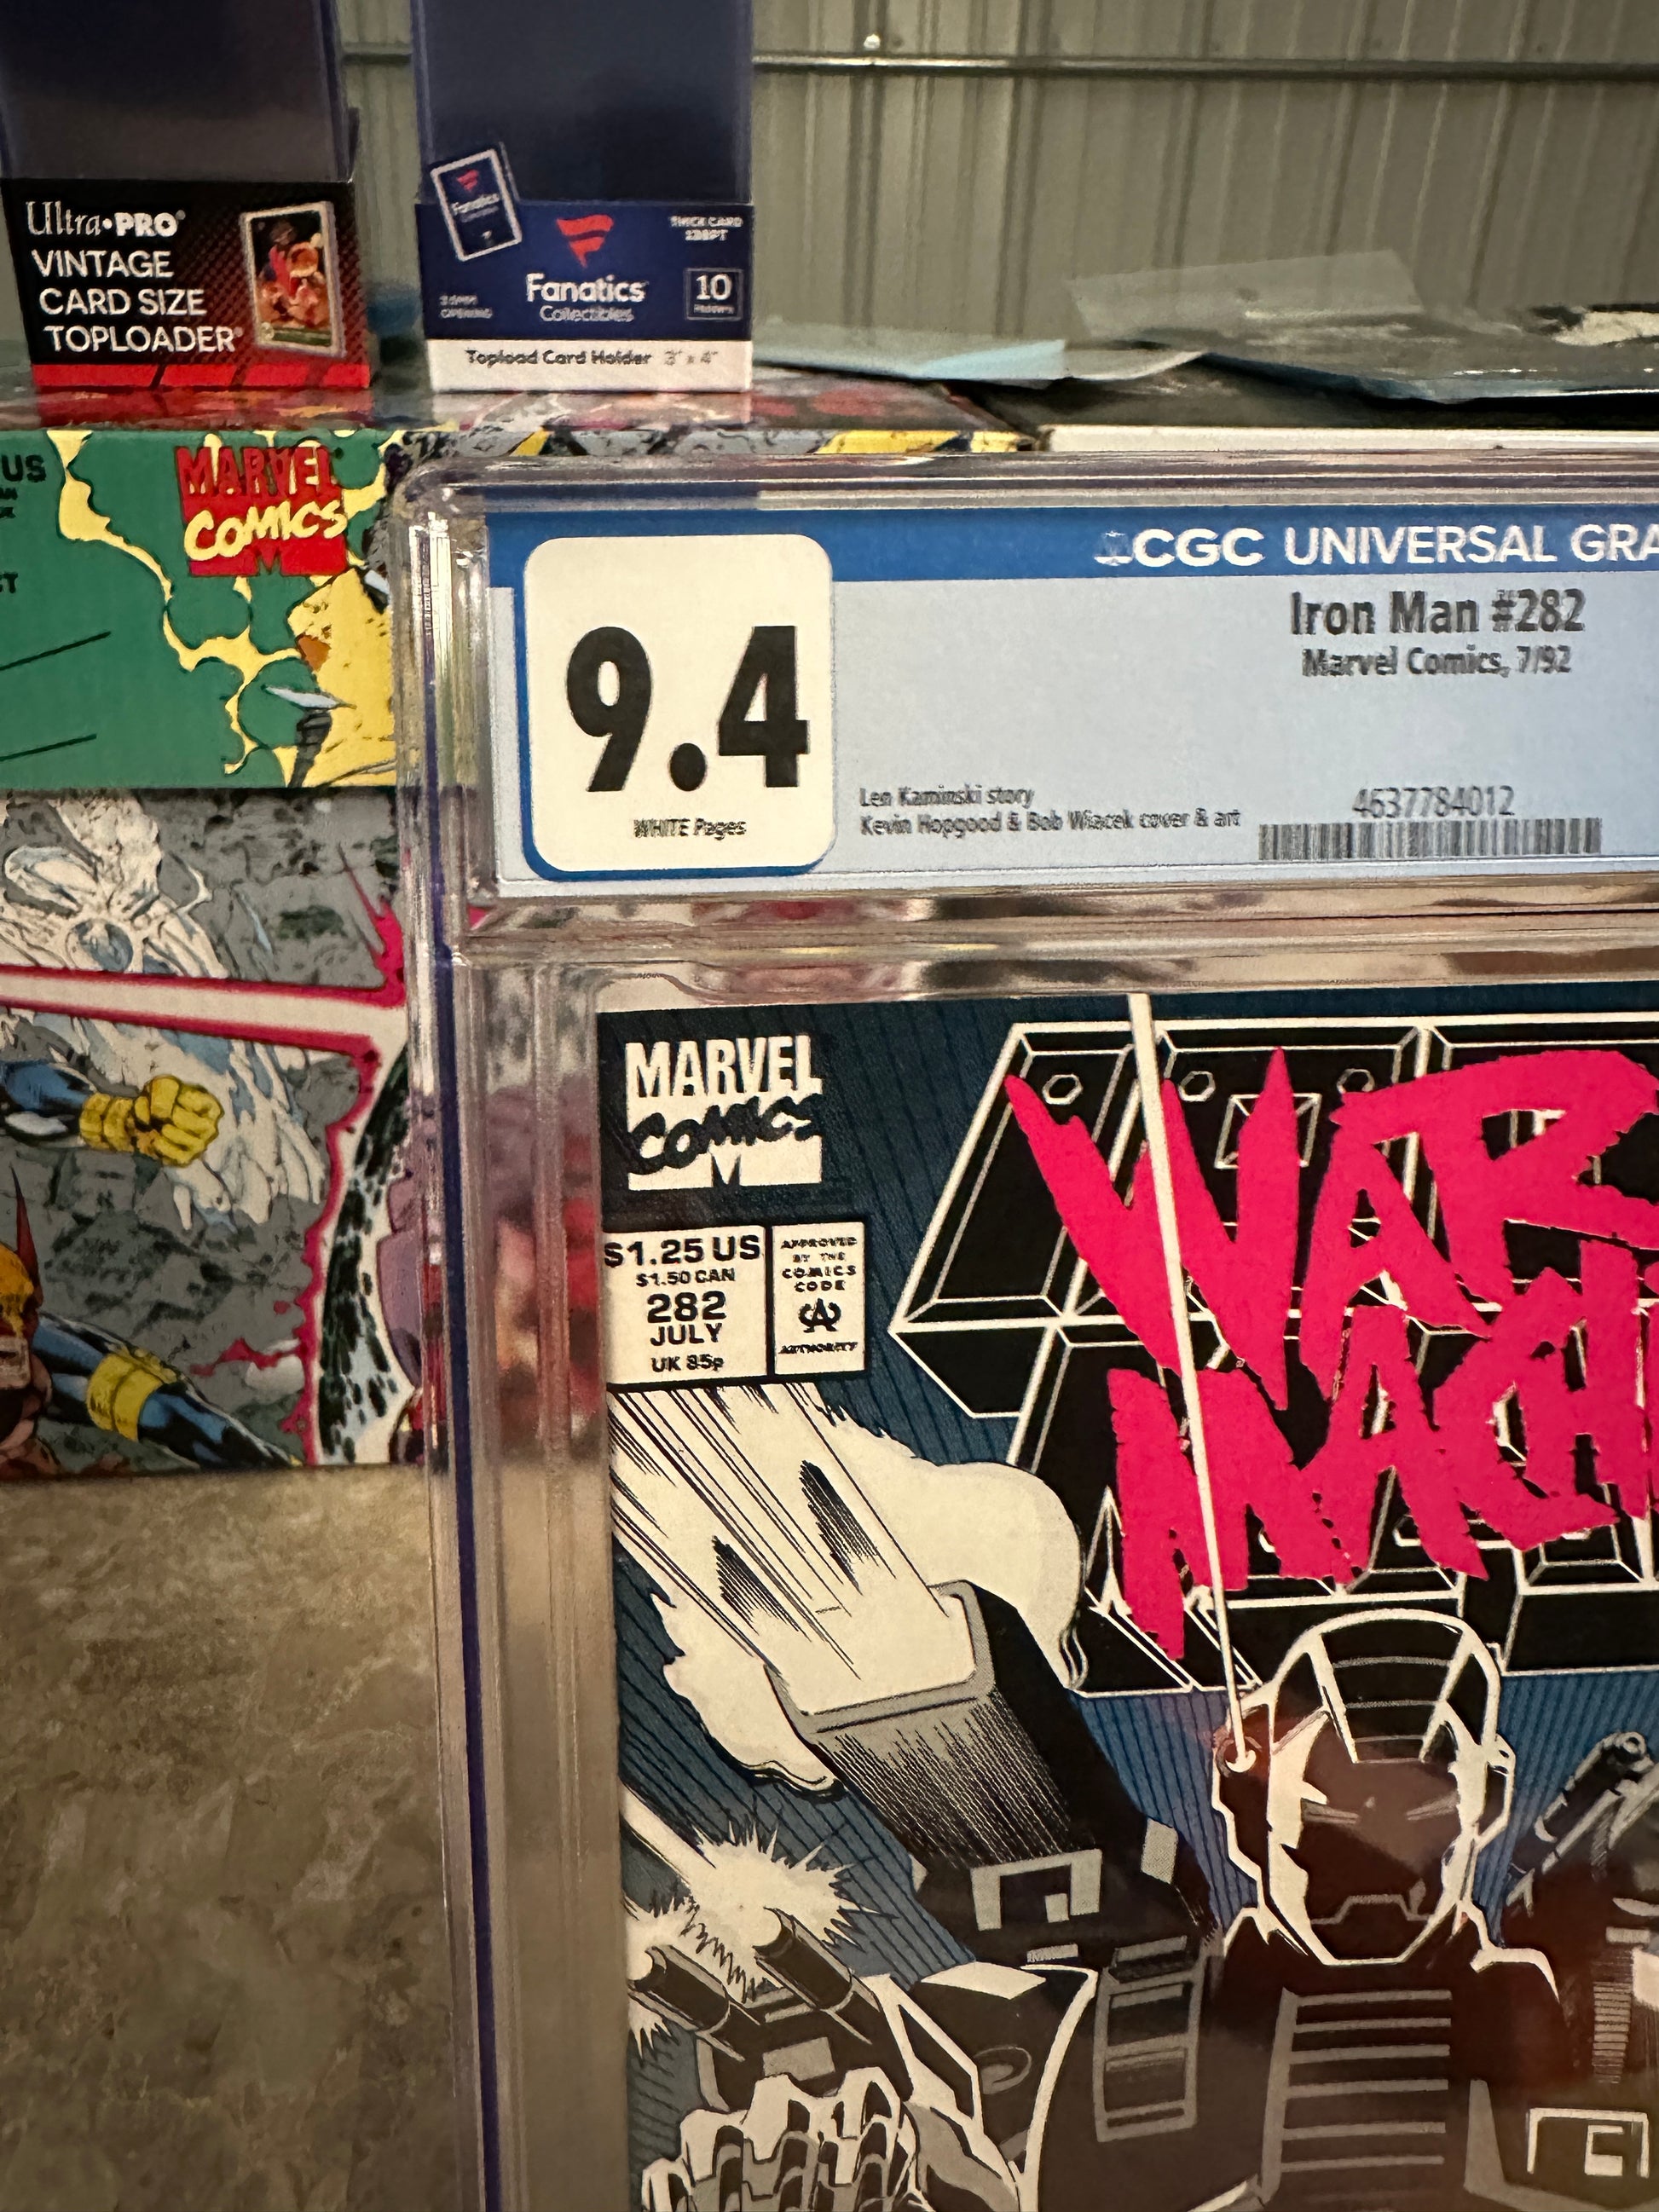 Ultra•PRO®
VINTAGE
CARD SIZE
TOPLOADER®
Fanatics
THICK CARD
Fanatics
Collectibles
10
OPENING
Topload Card Holder 3" x 4"
US
MARVEL
COMICS
M
CGC UNIVERSAL GRA
9.4
WHITE Pages
Iron Man #282
Marvel Comics, 7/92
Len Kaminski story
Kevin Hopgood & Bob Wiacek cover & art
4637784012
MARVEL
COMICS
M
$1.25 US
$1.50 CAN
282
JULY
UK 85p
APPROVED
BY THE
COMICS
CODE
AUTHORITY
WAR
MACHI